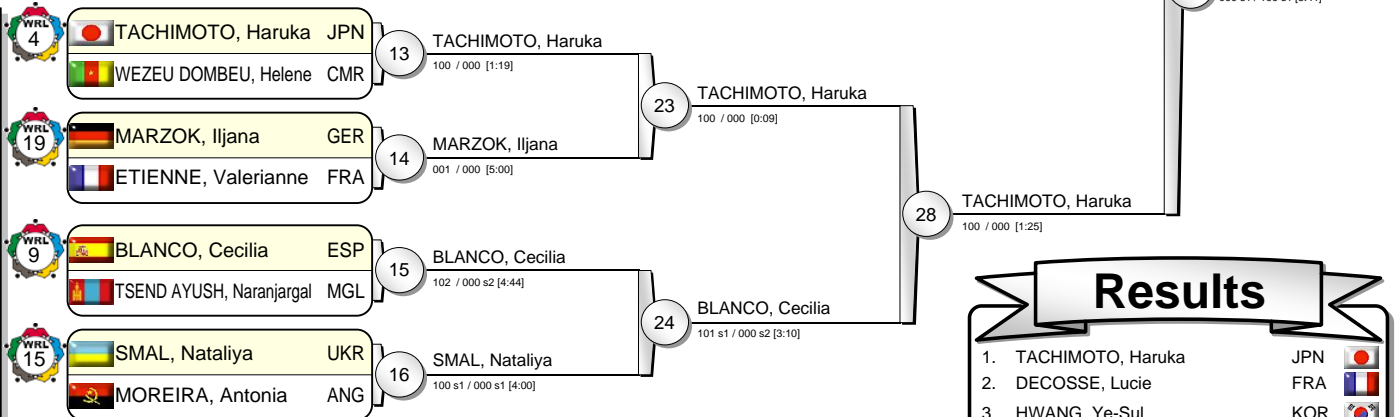 WRL
4
TACHIMOTO, Haruka JPN
WEZEU DOMBEU, Helene CMR
13
TACHIMOTO, Haruka
100 / 000 [1:19]
WRL
19
MARZOK, Iljana GER
ETIENNE, Valerianne FRA
14
MARZOK, Iljana
001 / 000 [5:00]
23
TACHIMOTO, Haruka
100 / 000 [0:09]
WRL
9
BLANCO, Cecilia ESP
TSEND AYUSH, Naranjargal MGL
15
BLANCO, Cecilia
102 / 000 s2 [4:44]
WRL
15
SMAL, Nataliya UKR
MOREIRA, Antonia ANG
16
SMAL, Nataliya
100 s1 / 000 s1 [4:00]
24
BLANCO, Cecilia
101 s1 / 000 s2 [3:10]
28
TACHIMOTO, Haruka
100 / 000 [1:25]
Results
1. TACHIMOTO, Haruka JPN
2. DECOSSE, Lucie FRA
3. HWANG, Ye-Sul KOR